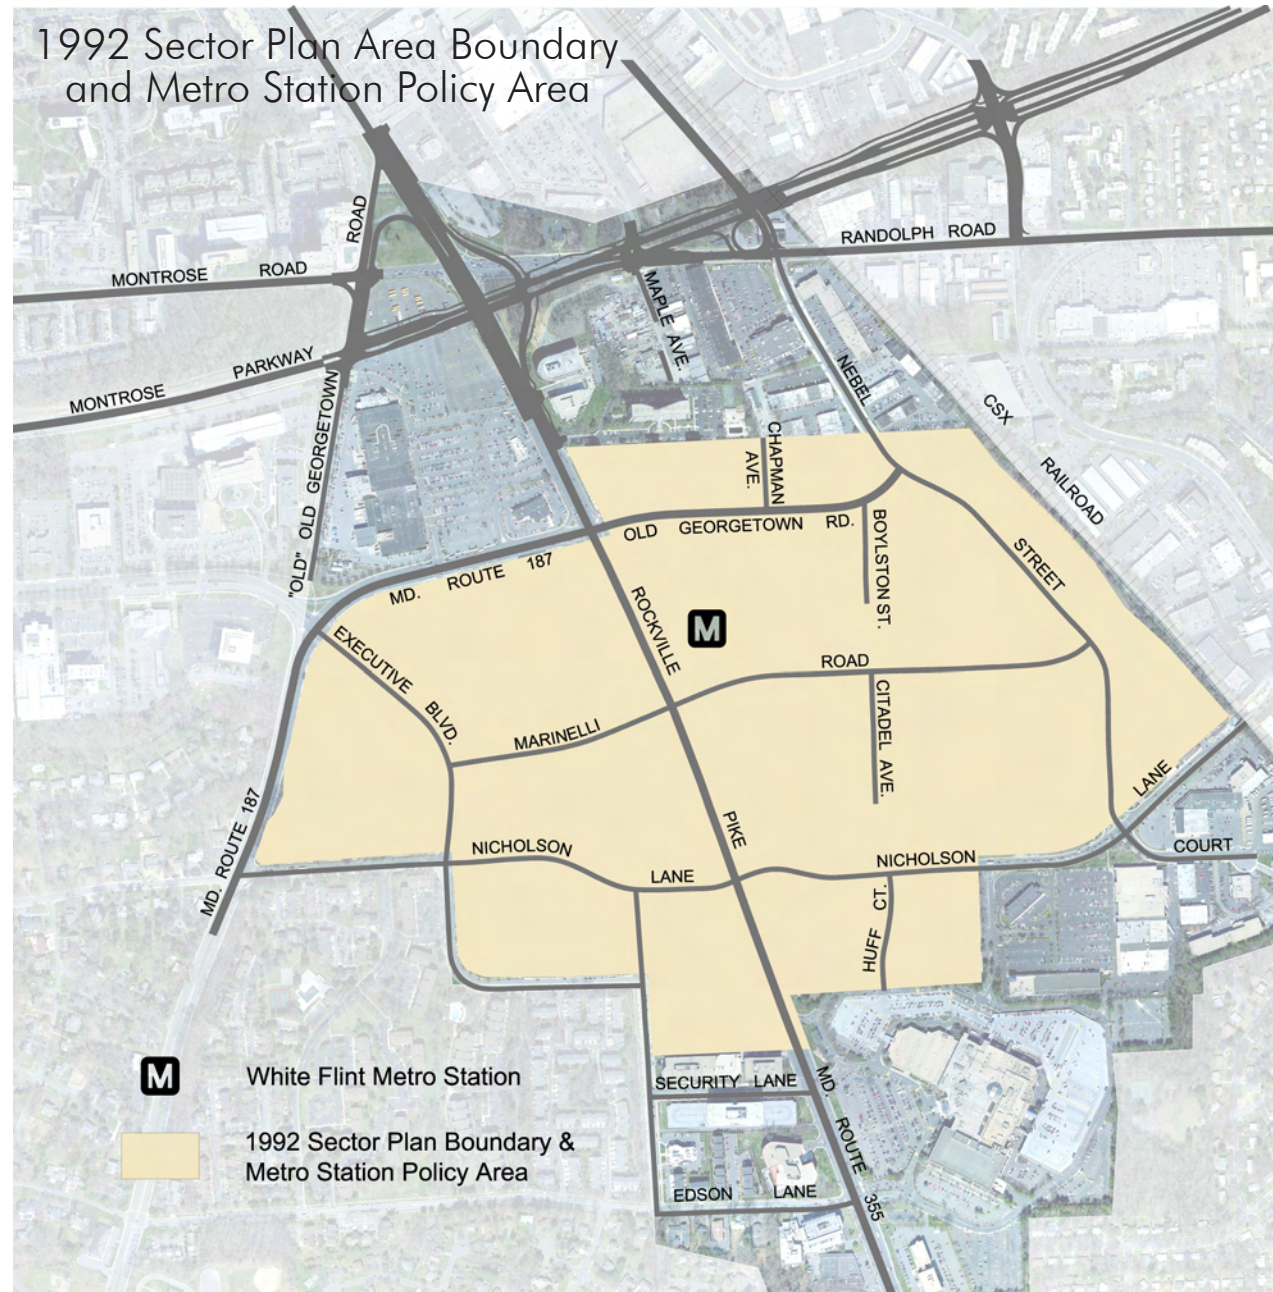 1992 Sector Plan Area Boundary
and Metro Station Policy Area
ROAD
MONTROSE ROAD
RANDOLPH ROAD
MAPLE AVE.
MONTROSE PARKWAY
"OLD" OLD GEORGETOWN
NEBEL
CSX
RAILROAD
CHAPMAN
AVE.
OLD GEORGETOWN RD.
BOYLSTON ST.
STREET
MD. ROUTE 187
EXECUTIVE BLVD.
ROCKVILLE
M
MARINELLI
ROAD
CITADEL AVE.
MD. ROUTE 187
PIKE
LANE
COURT
NICHOLSON
LANE
NICHOLSON
HUFF CT.
M
White Flint Metro Station
1992 Sector Plan Boundary &
Metro Station Policy Area
SECURITY LANE
MD. ROUTE 355
EDSON LANE